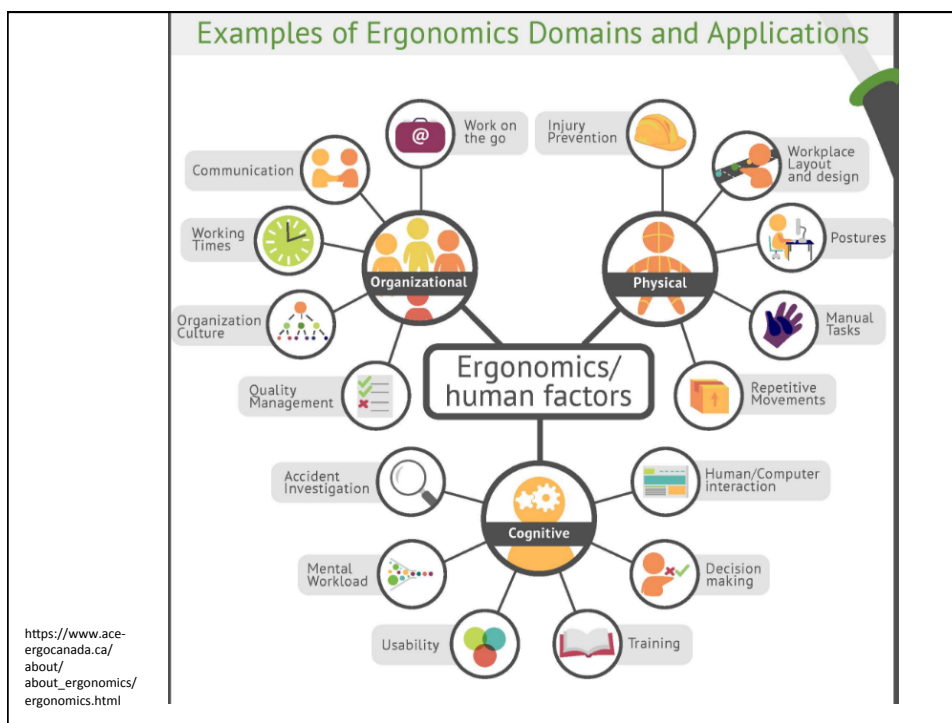 Examples of Ergonomics Domains and Applications
Work on
the go
@
Injury
Prevention
Communication
Workplace
Layout
and design
Working
Times
Postures
Organizational
Physical
Organization
Culture
Manual
Tasks
Ergonomics/
human factors
Quality
Management
Repetitive
Movements
Accident
Investigation
Human/Computer
interaction
Cognitive
Mental
Workload
Decision
making
Usability
Training
https://www.ace-
ergocanada.ca/
about/
about_ergonomics/
ergonomics.html